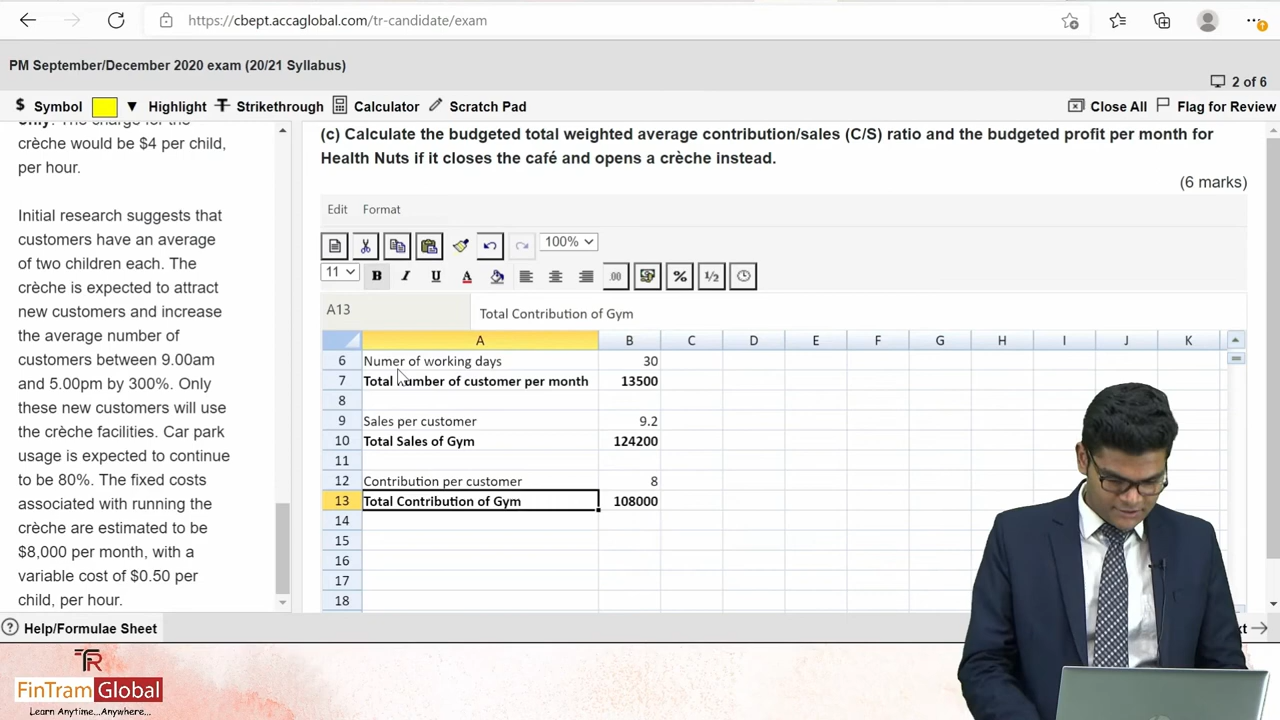 https://cbept.accaglobal.com/tr-candidate/exam
PM September/December 2020 exam (20/21 Syllabus)
2 of 6
$ Symbol Highlight Strikethrough Calculator Scratch Pad Close All Flag for Review
only. The charge for the
crèche would be $4 per child,
per hour.
Initial research suggests that
customers have an average
of two children each. The
crèche is expected to attract
new customers and increase
the average number of
customers between 9.00am
and 5.00pm by 300%. Only
these new customers will use
the crèche facilities. Car park
usage is expected to continue
to be 80%. The fixed costs
associated with running the
crèche are estimated to be
$8,000 per month, with a
variable cost of $0.50 per
child, per hour.
(c) Calculate the budgeted total weighted average contribution/sales (C/S) ratio and the budgeted profit per month for
Health Nuts if it closes the café and opens a crèche instead.
(6 marks)
Edit Format
100%
11 B I U A .00 % 1/2
A13 Total Contribution of Gym
A B C D E F G H I J K
6 Numer of working days 30
7 Total Number of customer per month 13500
8
9 Sales per customer 9.2
10 Total Sales of Gym 124200
11
12 Contribution per customer 8
13 Total Contribution of Gym 108000
14
15
16
17
18
? Help/Formulae Sheet
FinTram Global
Learn Anytime...Anywhere...